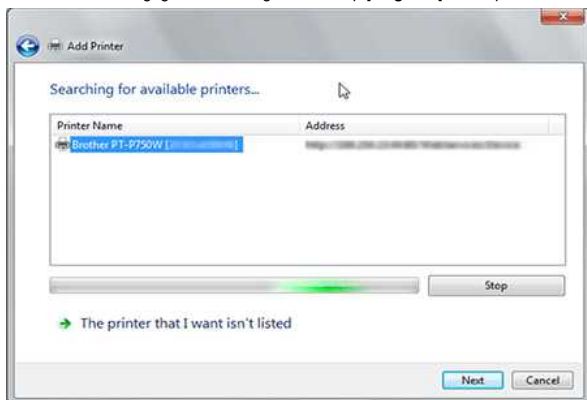 Add Printer
Searching for available printers...
Printer Name Address
Brother PT-P750W [ ]
Stop
The printer that I want isn't listed
Next Cancel